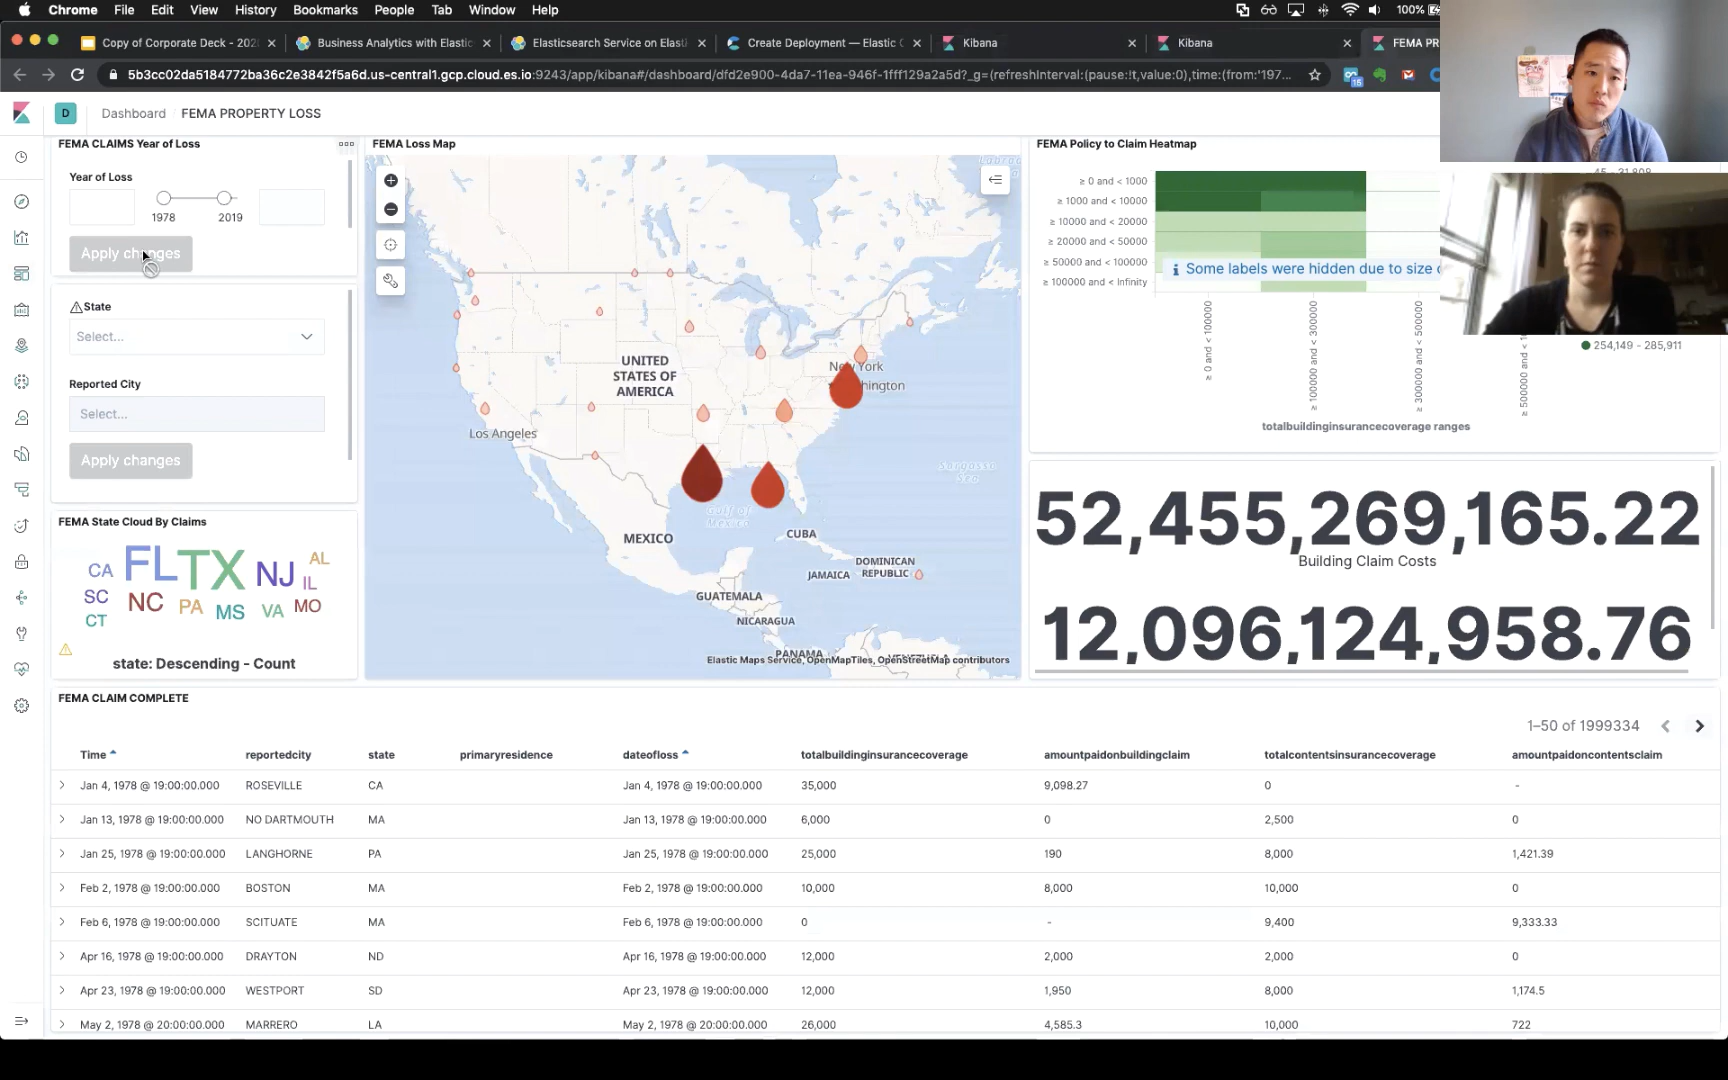 Chrome File Edit View History Bookmarks People Tab Window Help 100%
Copy of Corporate Deck - 202 Business Analytics with Elastic Elasticsearch Service on Elasti Create Deployment — Elastic C Kibana Kibana FEMA PR
5b3cc02da5184772ba36c2e3842f5a6d.us-central1.gcp.cloud.es.io:9243/app/kibana#/dashboard/dfd2e900-4da7-11ea-946f-1fff129a2a5d?_g=(refreshInterval:(pause:!t,value:0),time:(from:'197...
15
D Dashboard FEMA PROPERTY LOSS
FEMA CLAIMS Year of Loss
Year of Loss
1978 2019
Apply changes
State
Select...
Reported City
Select...
Apply changes
FEMA State Cloud By Claims
CA FL TX NJ AL
SC NC PA MS VA IL MO
CT
state: Descending - Count
FEMA Loss Map
UNITED
STATES OF
AMERICA
New York
Washington
Los Angeles
Sargasso
Sea
Gulf of
Mexico
MEXICO
CUBA
DOMINICAN
REPUBLIC
JAMAICA
GUATEMALA
NICARAGUA
PANAMA
Elastic Maps Service, OpenMapTiles, OpenStreetMap contributors
FEMA Policy to Claim Heatmap
≥ 0 and < 1000
≥ 1000 and < 10000
≥ 10000 and < 20000
≥ 20000 and < 50000
≥ 50000 and < 100000
≥ 100000 and < Infinity
Some labels were hidden due to size
≥ 0 and < 100000
≥ 100000 and < 300000
≥ 300000 and < 500000
≥ 500000 and < 1
totalbuildinginsurancecoverage ranges
254,149 - 285,911
52,455,269,165.22
Building Claim Costs
12,096,124,958.76
FEMA CLAIM COMPLETE
1–50 of 1999334
Time reportedcity state primaryresidence dateofloss totalbuildinginsurancecoverage amountpaidonbuildingclaim totalcontentsinsurancecoverage amountpaidoncontentsclaim
Jan 4, 1978 @ 19:00:00.000 ROSEVILLE CA Jan 4, 1978 @ 19:00:00.000 35,000 9,098.27 0 -
Jan 13, 1978 @ 19:00:00.000 NO DARTMOUTH MA Jan 13, 1978 @ 19:00:00.000 6,000 0 2,500 0
Jan 25, 1978 @ 19:00:00.000 LANGHORNE PA Jan 25, 1978 @ 19:00:00.000 25,000 190 8,000 1,421.39
Feb 2, 1978 @ 19:00:00.000 BOSTON MA Feb 2, 1978 @ 19:00:00.000 10,000 8,000 10,000 0
Feb 6, 1978 @ 19:00:00.000 SCITUATE MA Feb 6, 1978 @ 19:00:00.000 0 - 9,400 9,333.33
Apr 16, 1978 @ 19:00:00.000 DRAYTON ND Apr 16, 1978 @ 19:00:00.000 12,000 2,000 2,000 0
Apr 23, 1978 @ 19:00:00.000 WESTPORT SD Apr 23, 1978 @ 19:00:00.000 12,000 1,950 8,000 1,174.5
May 2, 1978 @ 20:00:00.000 MARRERO LA May 2, 1978 @ 20:00:00.000 26,000 4,585.3 10,000 722